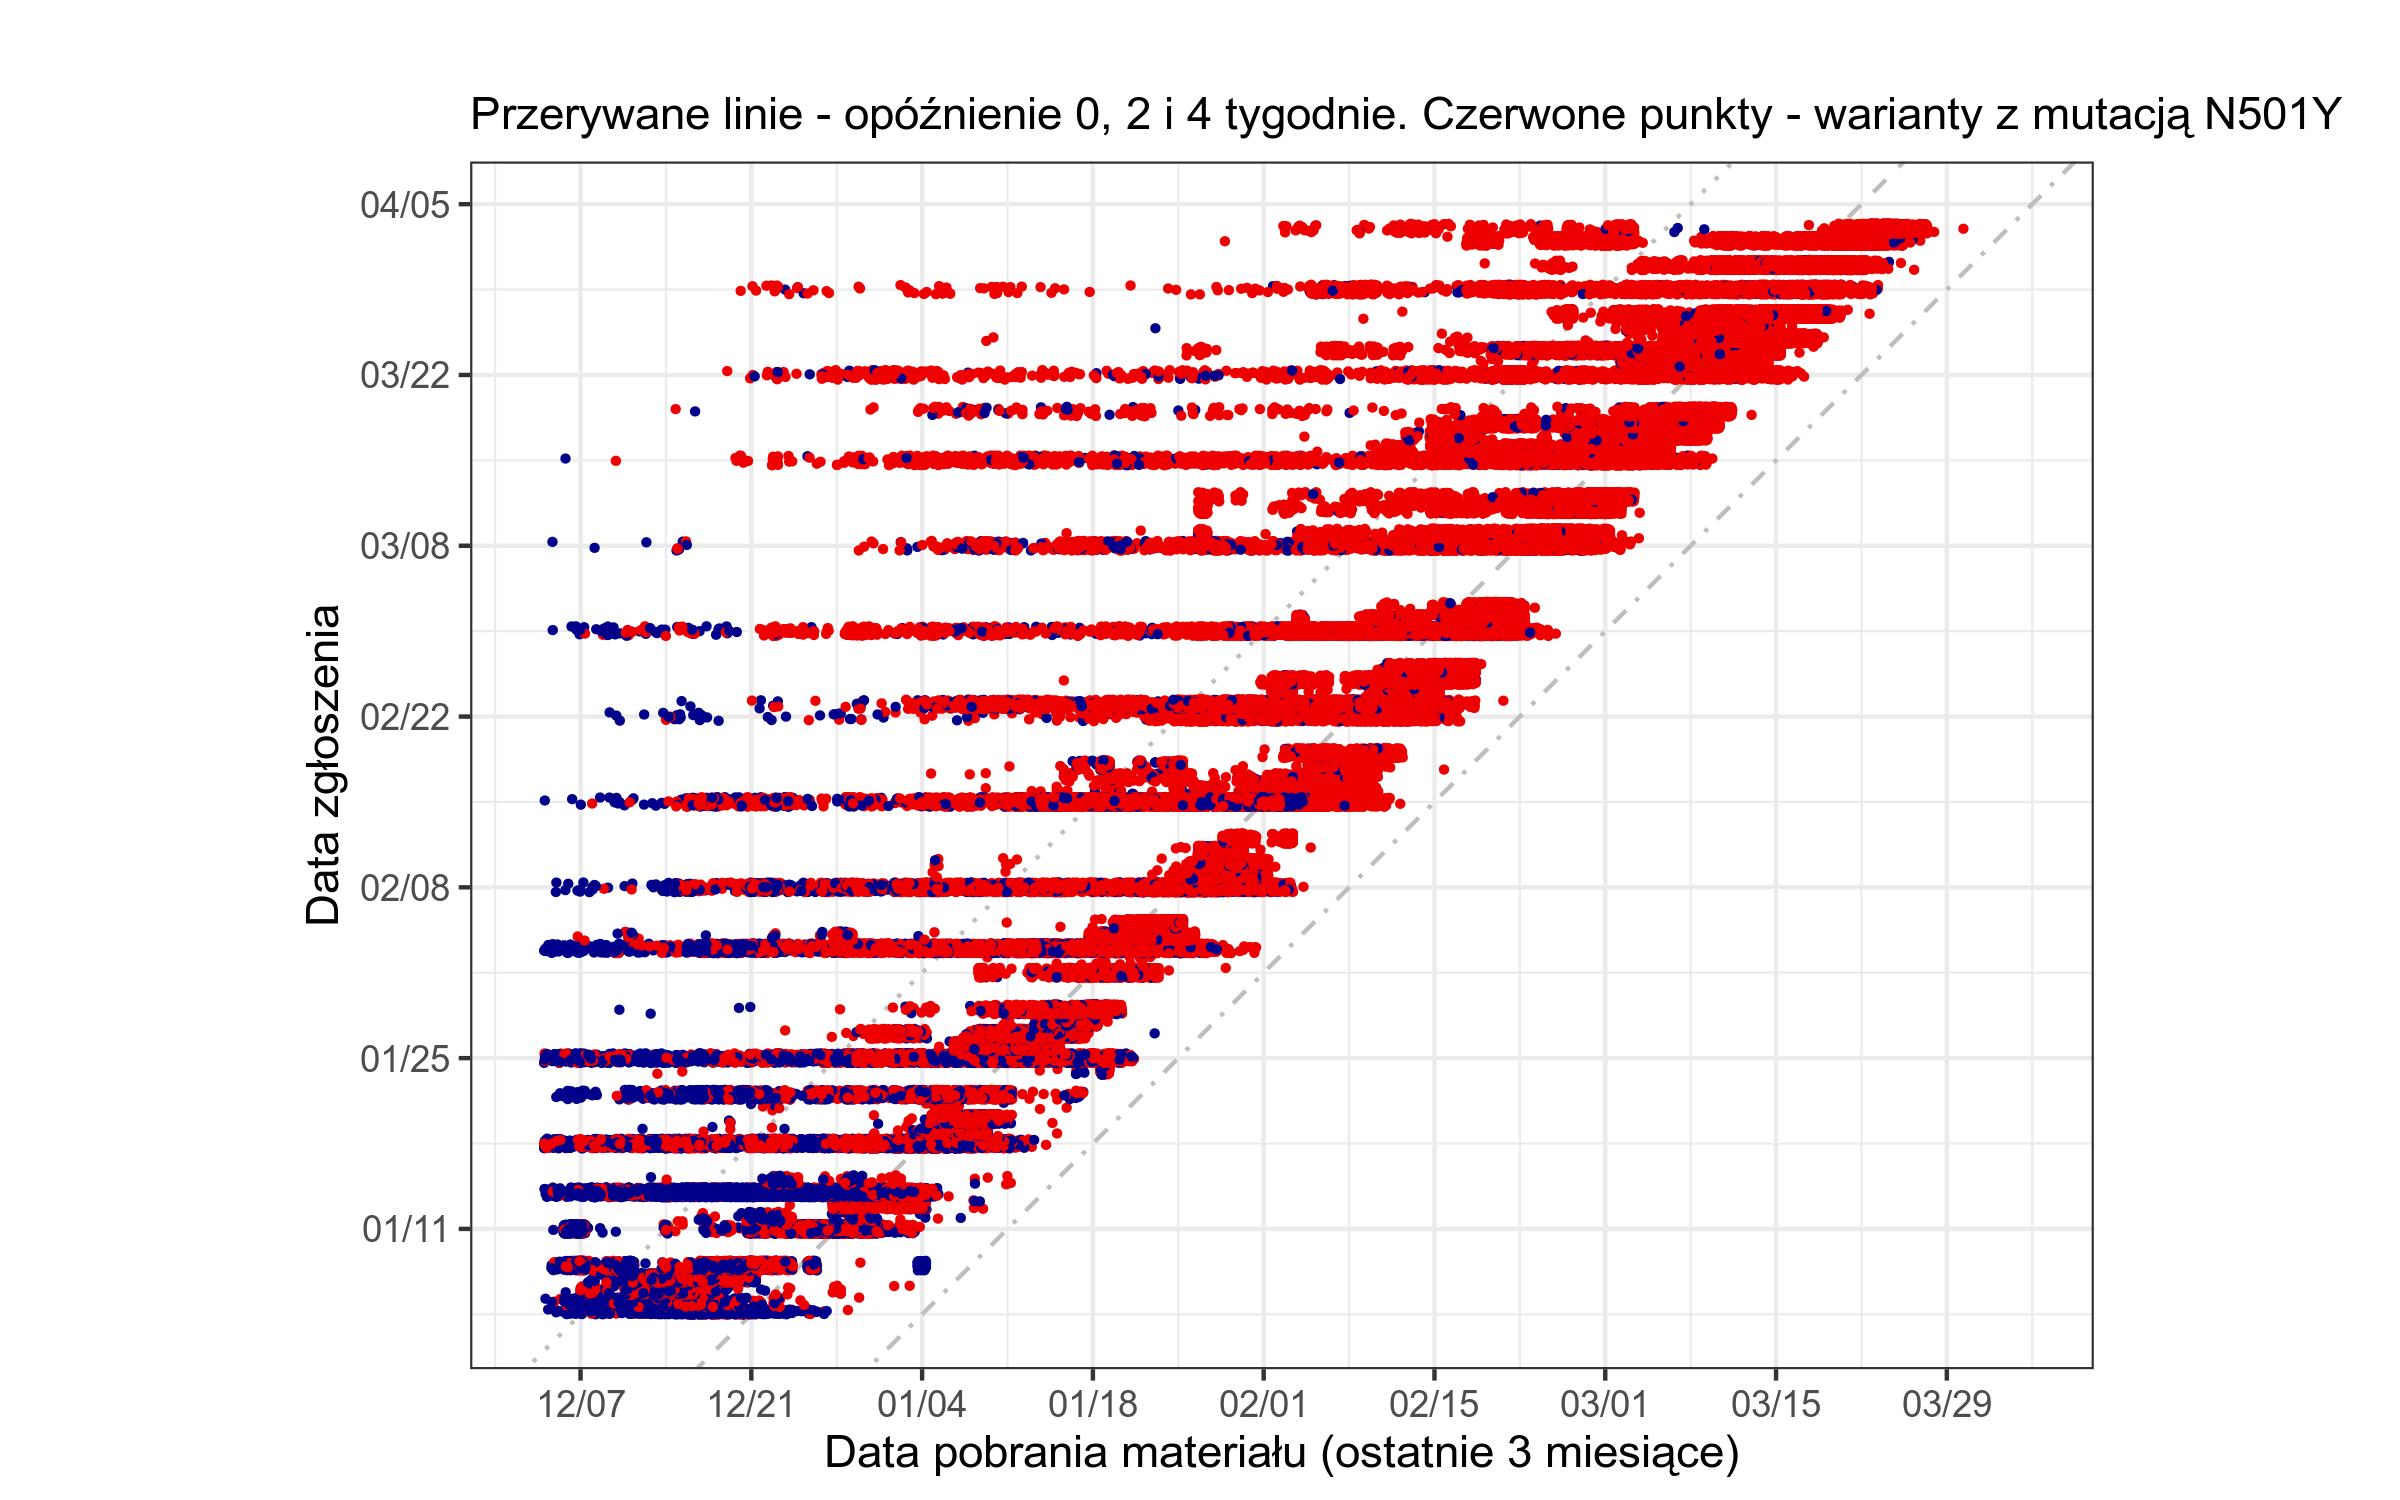 Przerywane linie - opóźnienie 0, 2 i 4 tygodnie. Czerwone punkty - warianty z mutacją N501Y
Data zgłoszenia
04/05
03/22
03/08
02/22
02/08
01/25
01/11
12/07 12/21 01/04 01/18 02/01 02/15 03/01 03/15 03/29
Data pobrania materiału (ostatnie 3 miesiące)